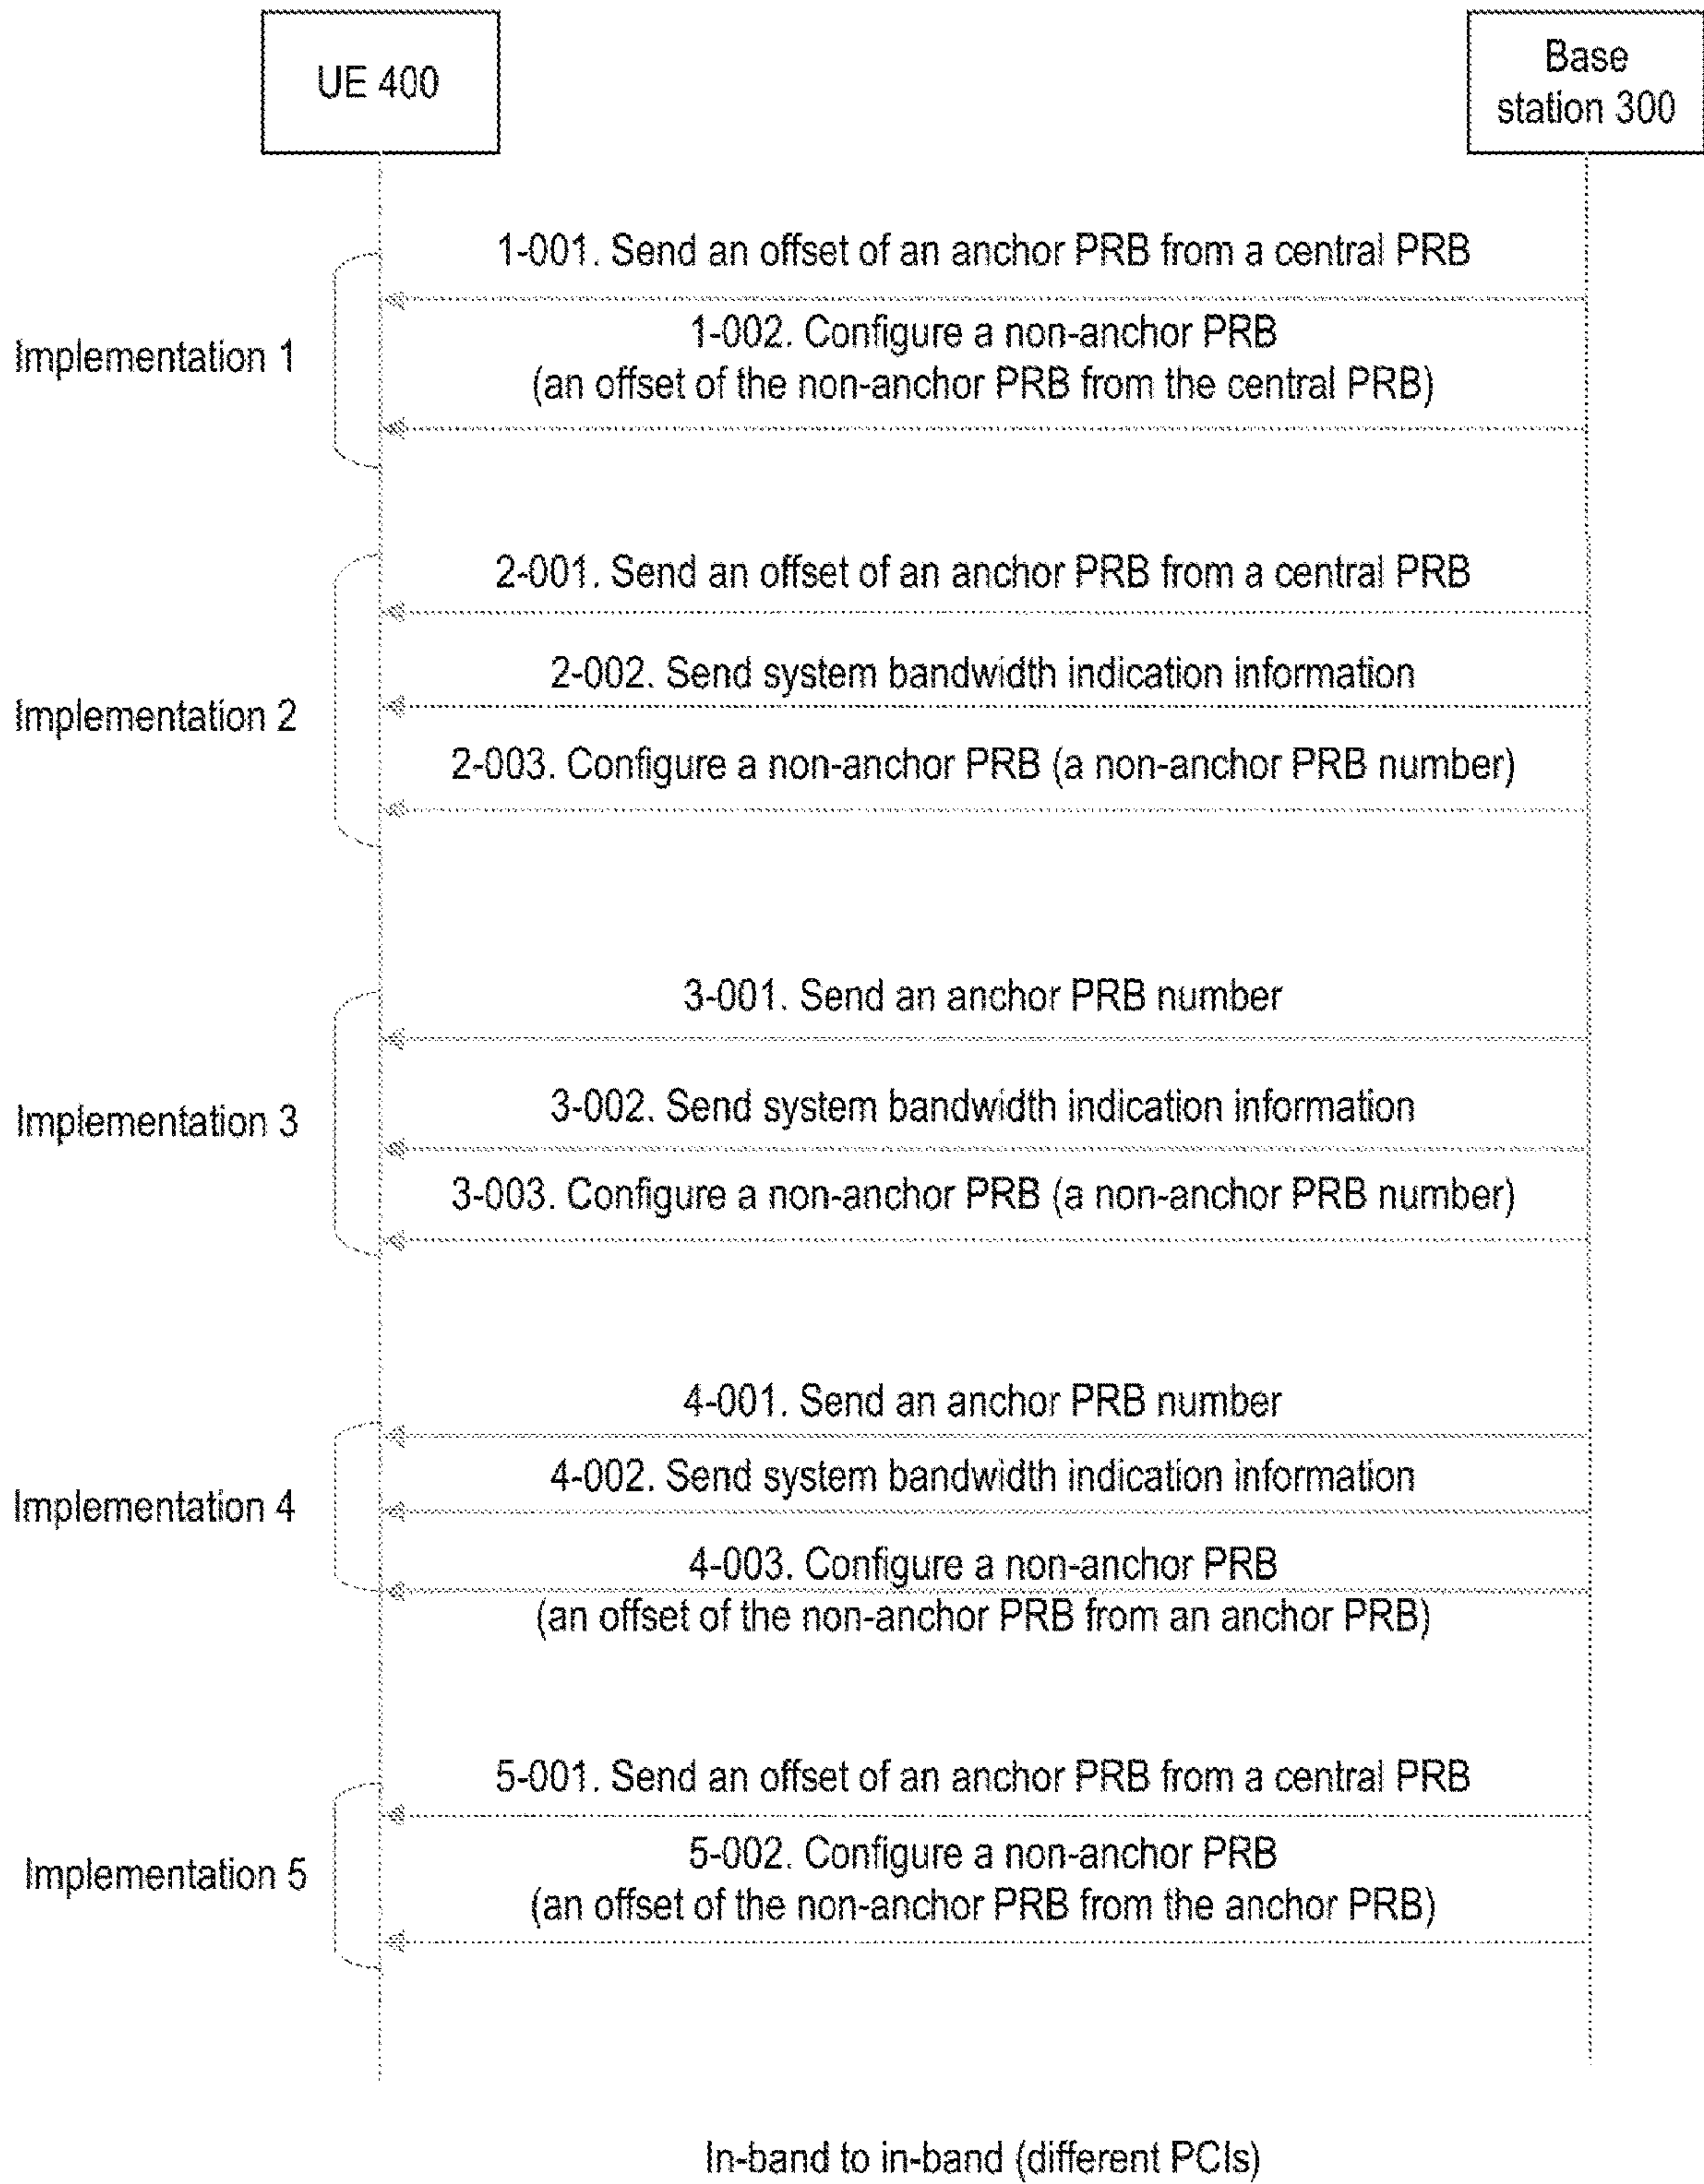 UE 400
Base
station 300
1-001. Send an offset of an anchor PRB from a central PRB
1-002. Configure a non-anchor PRB
(an offset of the non-anchor PRB from the central PRB)
Implementation 1
2-001. Send an offset of an anchor PRB from a central PRB
2-002. Send system bandwidth indication information
Implementation 2
2-003. Configure a non-anchor PRB (a non-anchor PRB number)
3-001. Send an anchor PRB number
3-002. Send system bandwidth indication information
Implementation 3
3-003. Configure a non-anchor PRB (a non-anchor PRB number)
4-001. Send an anchor PRB number
4-002. Send system bandwidth indication information
Implementation 4
4-003. Configure a non-anchor PRB
(an offset of the non-anchor PRB from an anchor PRB)
5-001. Send an offset of an anchor PRB from a central PRB
5-002. Configure a non-anchor PRB
Implementation 5
(an offset of the non-anchor PRB from the anchor PRB)
In-band to in-band (different PCIs)